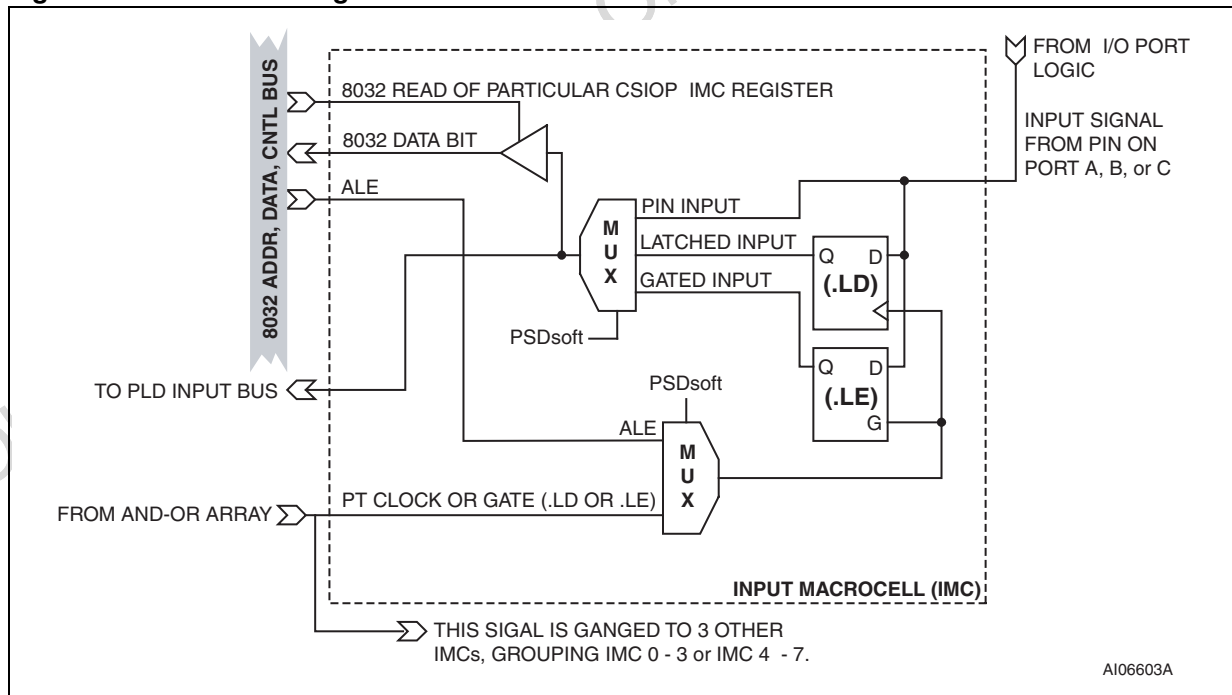 8032 ADDR, DATA, CNTL BUS
FROM I/O PORT
LOGIC
8032 READ OF PARTICULAR CSIOP IMC REGISTER
INPUT SIGNAL
FROM PIN ON
PORT A, B, or C
8032 DATA BIT
ALE
PIN INPUT
MUX
LATCHED INPUT
Q D
(.LD)
GATED INPUT
PSDsoft
Q D
(.LE)
G
TO PLD INPUT BUS
PSDsoft
ALE
MUX
PT CLOCK OR GATE (.LD OR .LE)
FROM AND-OR ARRAY
INPUT MACROCELL (IMC)
THIS SIGAL IS GANGED TO 3 OTHER
IMCs, GROUPING IMC 0 - 3 or IMC 4 - 7.
AI06603A